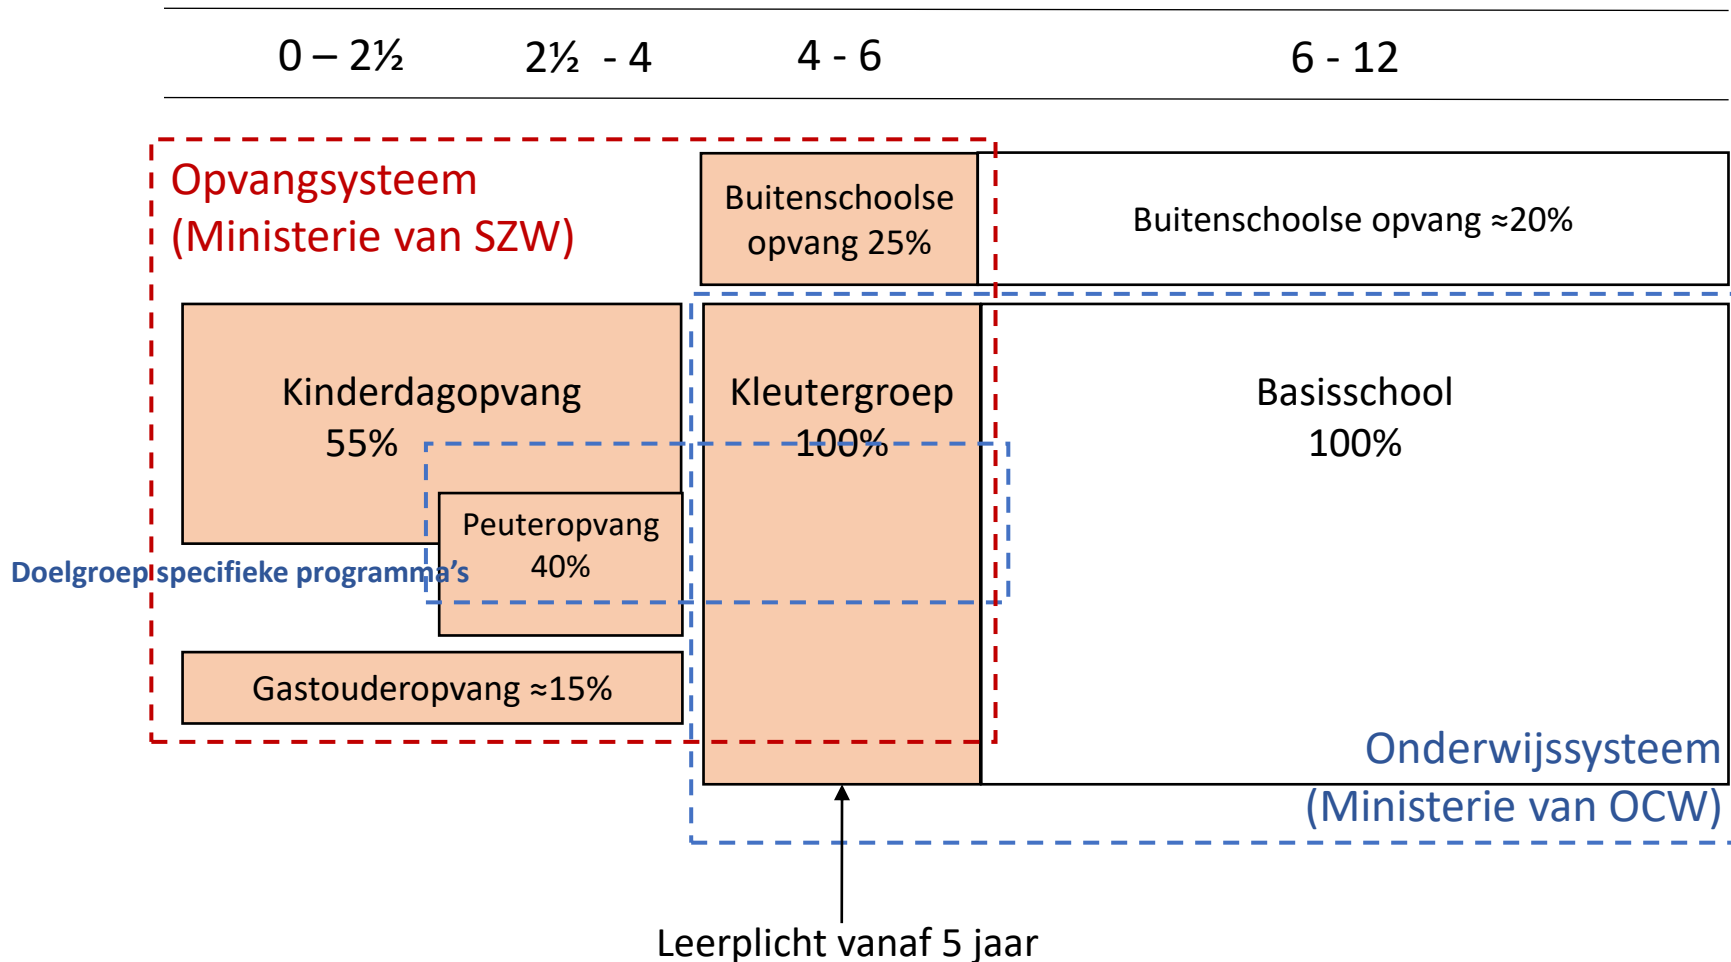 0 – 2½ 2½ - 4 4 - 6 6 - 12
Opvangsysteem
(Ministerie van SZW)
Buitenschoolse
opvang 25%
Buitenschoolse opvang ≈20%
Kinderdagopvang
55%
Kleutergroep
100%
Basisschool
100%
Peuteropvang
40%
Doelgroep specifieke programma's
Gastouderopvang ≈15%
Onderwijssysteem
(Ministerie van OCW)
Leerplicht vanaf 5 jaar